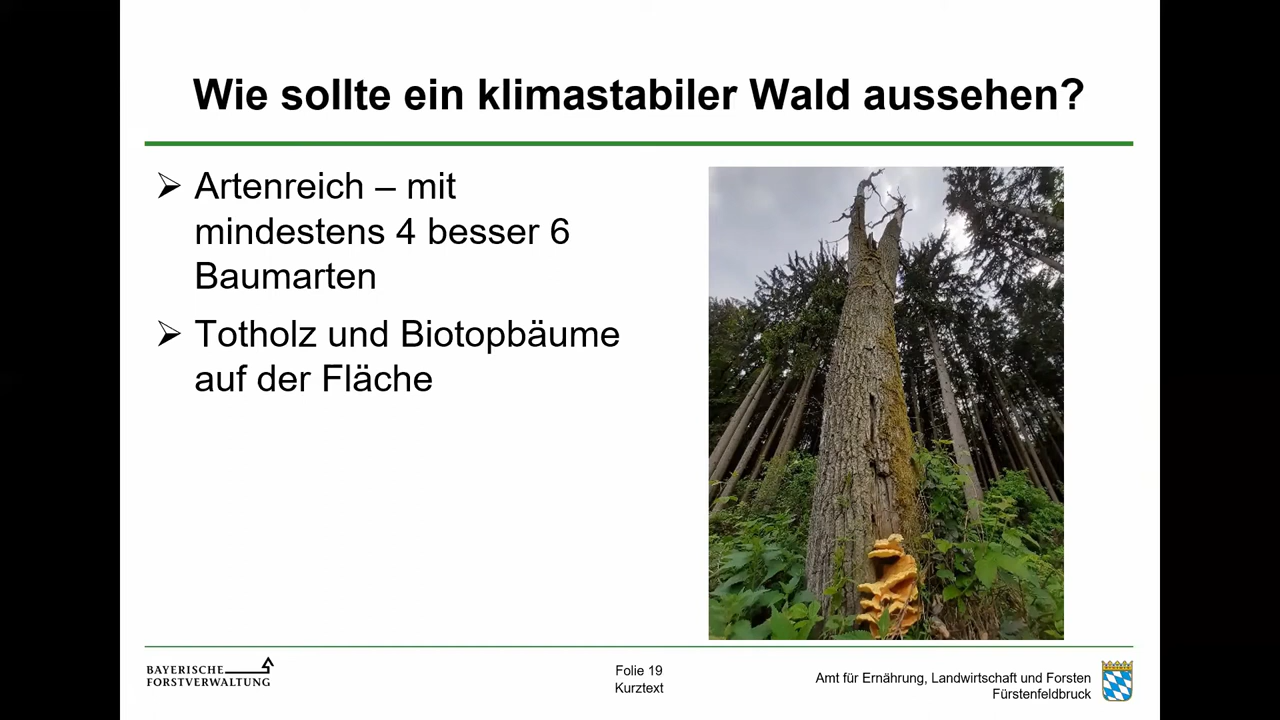 Wie sollte ein klimastabiler Wald aussehen?
➢ Artenreich – mit
mindestens 4 besser 6
Baumarten
➢ Totholz und Biotopbäume
auf der Fläche
BAYERISCHE
FORSTVERWALTUNG
Folie 19
Kurztext
Amt für Ernährung, Landwirtschaft und Forsten
Fürstenfeldbruck